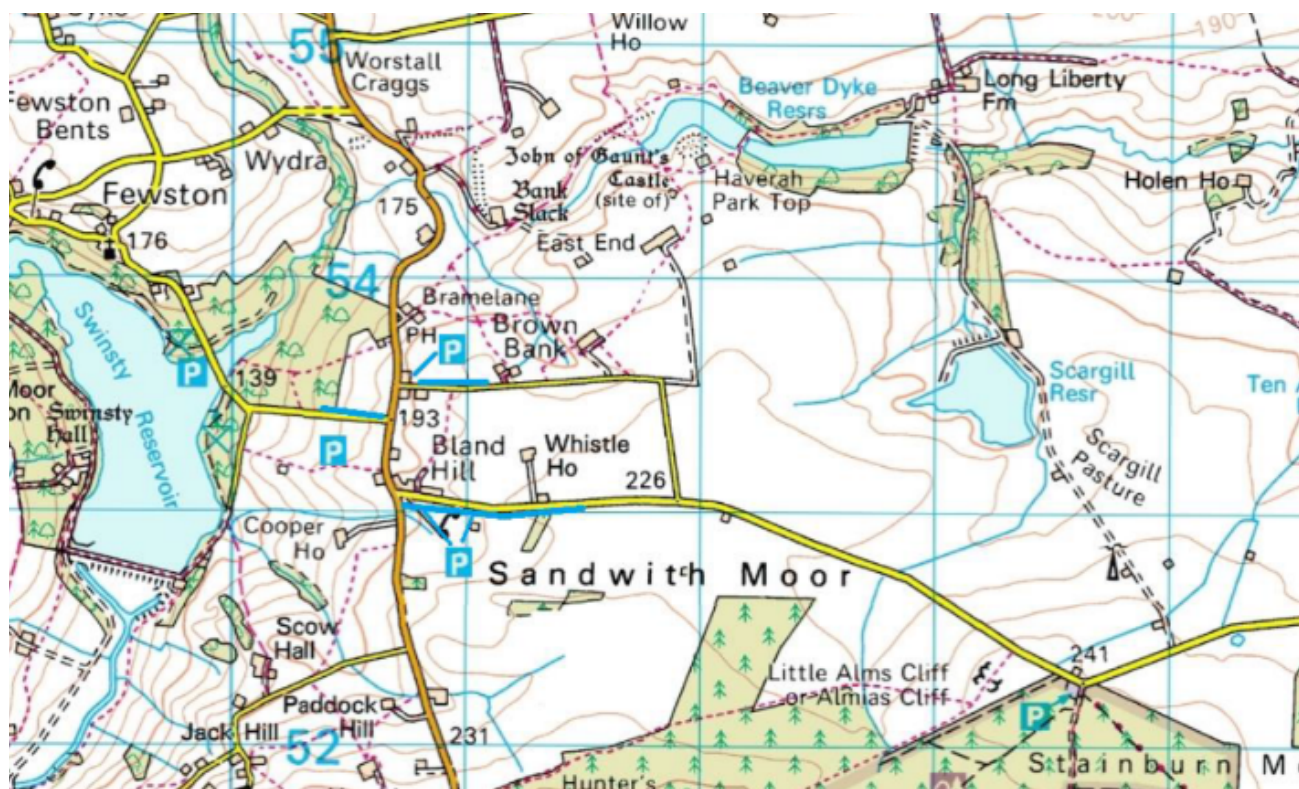 Willow
Ho
190
55
Worstall
Craggs
Fewston
Bents
Beaver Dyke
Resrs
Long Liberty
Fm
Wydra
John of Gaunt's
Castle
(site of)
Bank
Slack
Haverah
Park Top
Holen Ho
Fewston
175
176
East End
54
Bramelane
PH
P
Brown
Bank
Swinsty
Reservoir
P
139
Moor
Swinsty
Hall
193
P
Scargill
Resr
Ten
Bland
Hill
Whistle
Ho
226
Scargill
Pasture
Cooper
Ho
P
Sandwith Moor
Scow
Hall
Little Alms Cliff
or Almias Cliff
241
P
Paddock
Hill
Jack Hill
52
231
Stainburn M
Hunter's